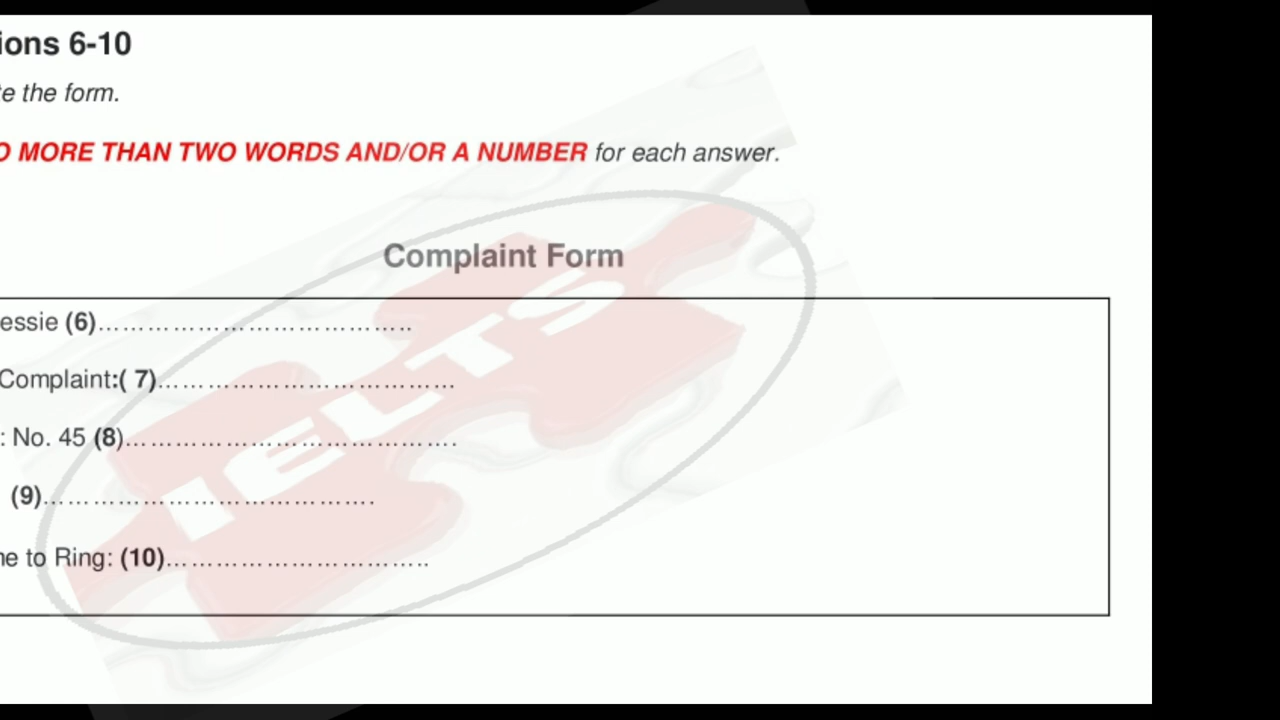 ions 6-10
te the form.
O MORE THAN TWO WORDS AND/OR A NUMBER for each answer.
Complaint Form
essie (6)…………………………………..
Complaint:( 7)………………………………
: No. 45 (8)………………………………….
(9)………………………………….
ne to Ring: (10)…………………………..
IELTS